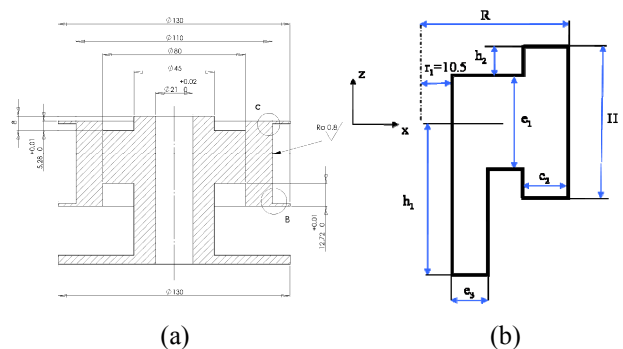 Ø130
Ø110
Ø80
Ø45
+0.02
Ø21 0
8
+0.01
5.28 0
C
Ra 0.8
B
+0.01
12.72 0
Ø130
(a)
R
h₂
r₁=10.5
z
x
e₁
H
h₁
c₂
e₃
(b)